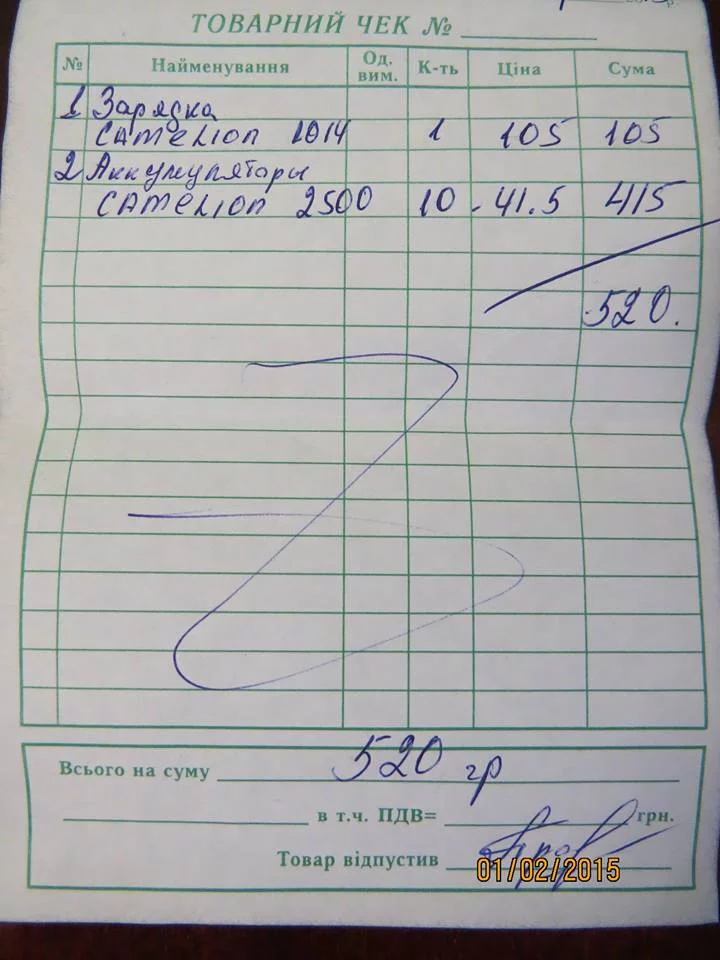 ТОВАРНИЙ ЧЕК №
№ Найменування Од. вим. К-ть Ціна Сума
1 Зарядка
CAMELION 1014 1 105 105
2 Аккумуляторы
CAMELION 2500 10 - 41.5 415
520.
Всього на суму 520 гр
в т.ч. ПДВ= грн.
Товар відпустив
01/02/2015